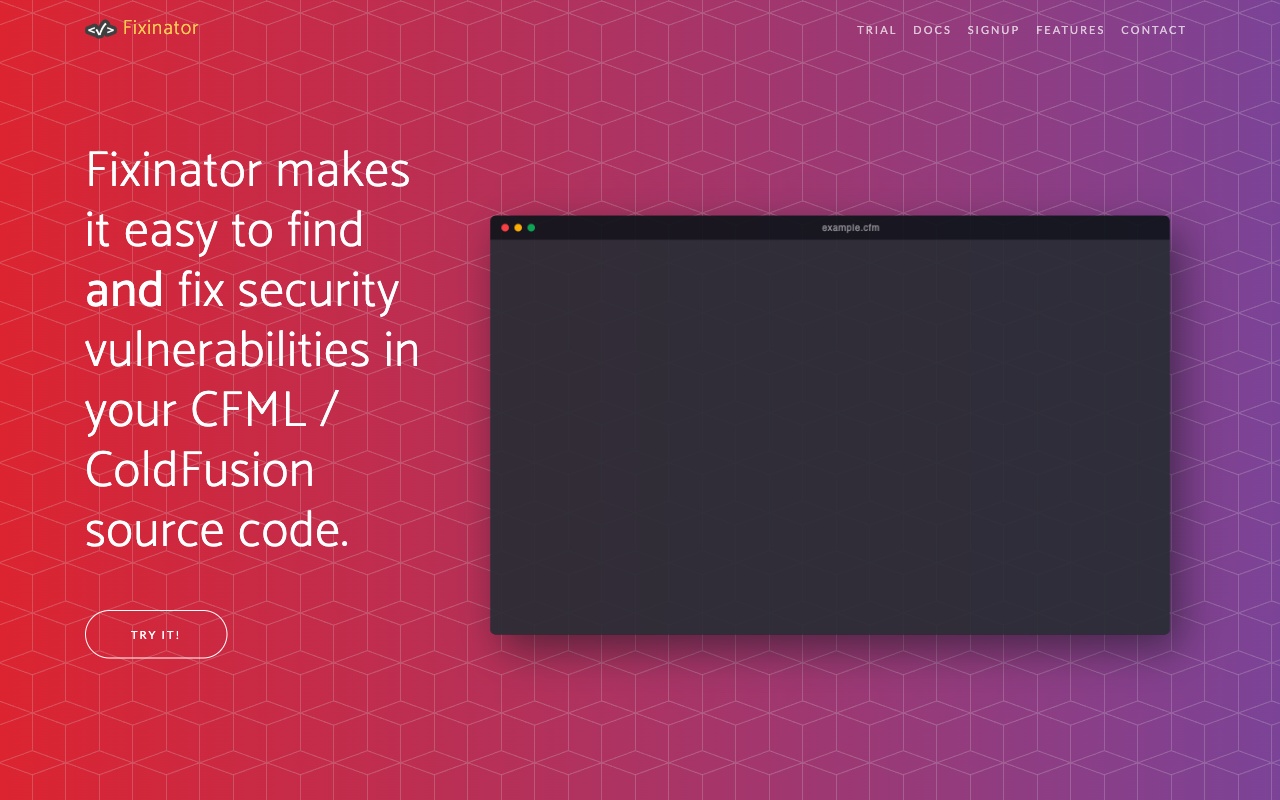 </> Fixinator
TRIAL DOCS SIGNUP FEATURES CONTACT
Fixinator makes
it easy to find
and fix security
vulnerabilities in
your CFML /
ColdFusion
source code.
example.cfm
TRY IT!